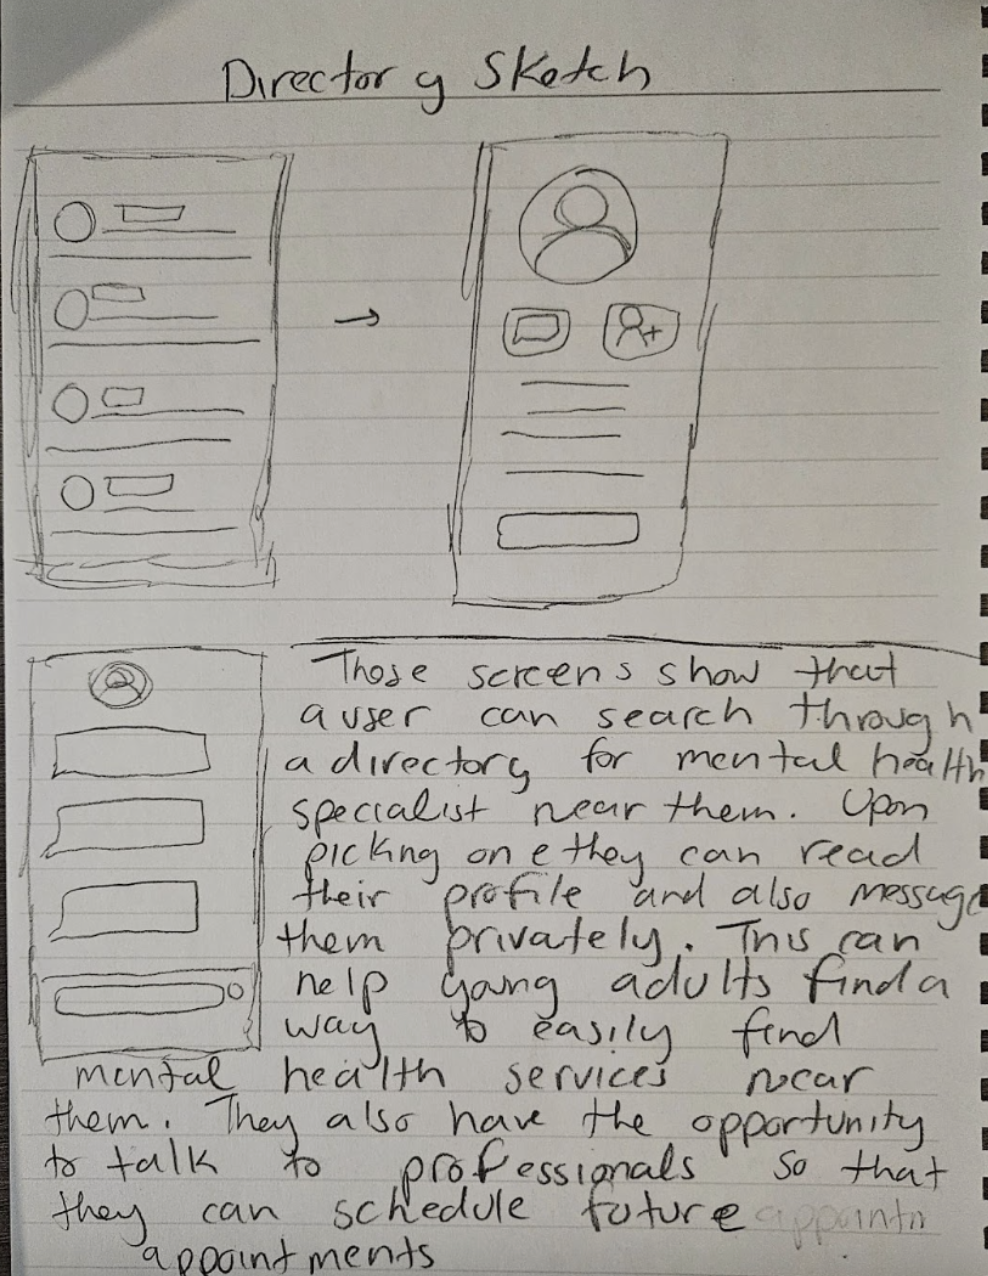 Directory Sketch
Those screens show that
a user can search through
a directory for mental health
specialist near them. Upon
picking one they can read
their profile and also message
them privately. This can
help young adults find a
way to easily find
mental health services near
them. They also have the opportunity
to talk to professionals so that
they can schedule future appointm
appointments